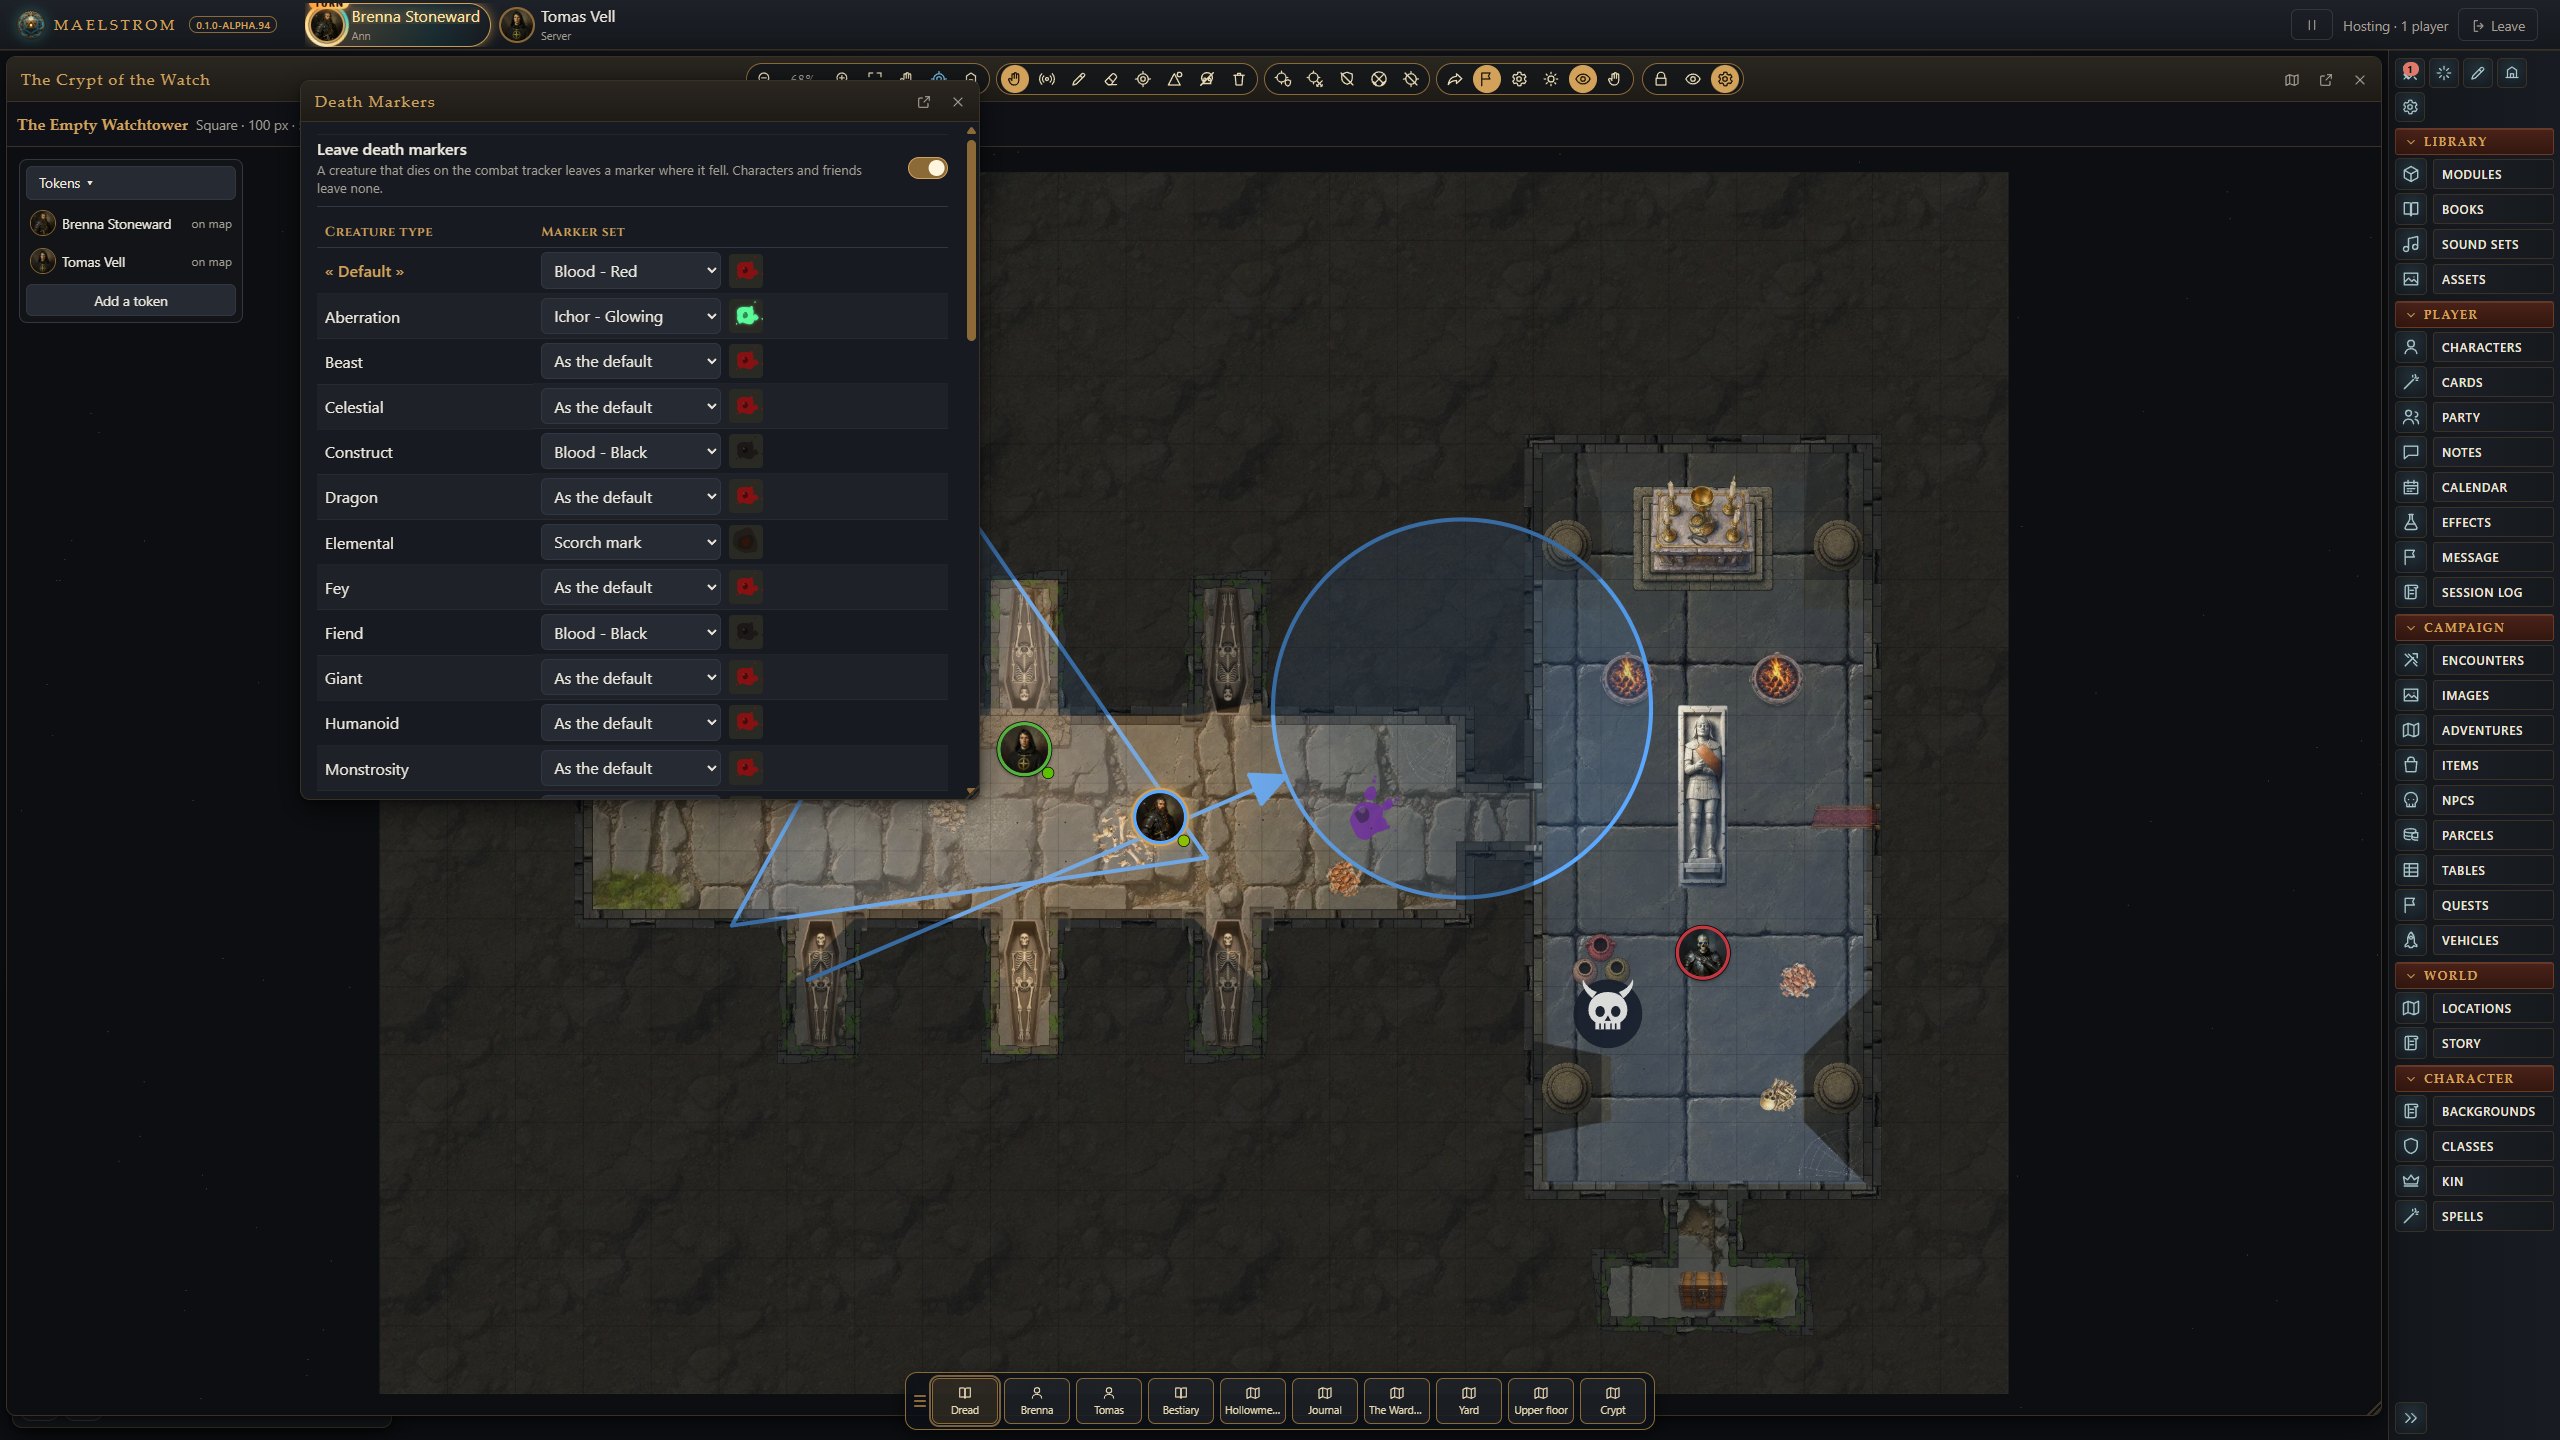 MAELSTROM
0.1.0-ALPHA.94
TURN
Brenna Stoneward
Ann
Tomas Vell
Server
Hosting · 1 player
Leave
The Crypt of the Watch
68%
1
The Empty Watchtower
Square · 100 px ·
Tokens
Brenna Stoneward
on map
Tomas Vell
on map
Add a token
Death Markers
Leave death markers
A creature that dies on the combat tracker leaves a marker where it fell. Characters and friends
leave none.
CREATURE TYPE
MARKER SET
« Default »
Blood - Red
Aberration
Ichor - Glowing
Beast
As the default
Celestial
As the default
Construct
Blood - Black
Dragon
As the default
Elemental
Scorch mark
Fey
As the default
Fiend
Blood - Black
Giant
As the default
Humanoid
As the default
Monstrosity
As the default
LIBRARY
MODULES
BOOKS
SOUND SETS
ASSETS
PLAYER
CHARACTERS
CARDS
PARTY
NOTES
CALENDAR
EFFECTS
MESSAGE
SESSION LOG
CAMPAIGN
ENCOUNTERS
IMAGES
ADVENTURES
ITEMS
NPCS
PARCELS
TABLES
QUESTS
VEHICLES
WORLD
LOCATIONS
STORY
CHARACTER
BACKGROUNDS
CLASSES
KIN
SPELLS
Dread
Brenna
Tomas
Bestiary
Hollowme...
Journal
The Ward...
Yard
Upper floor
Crypt